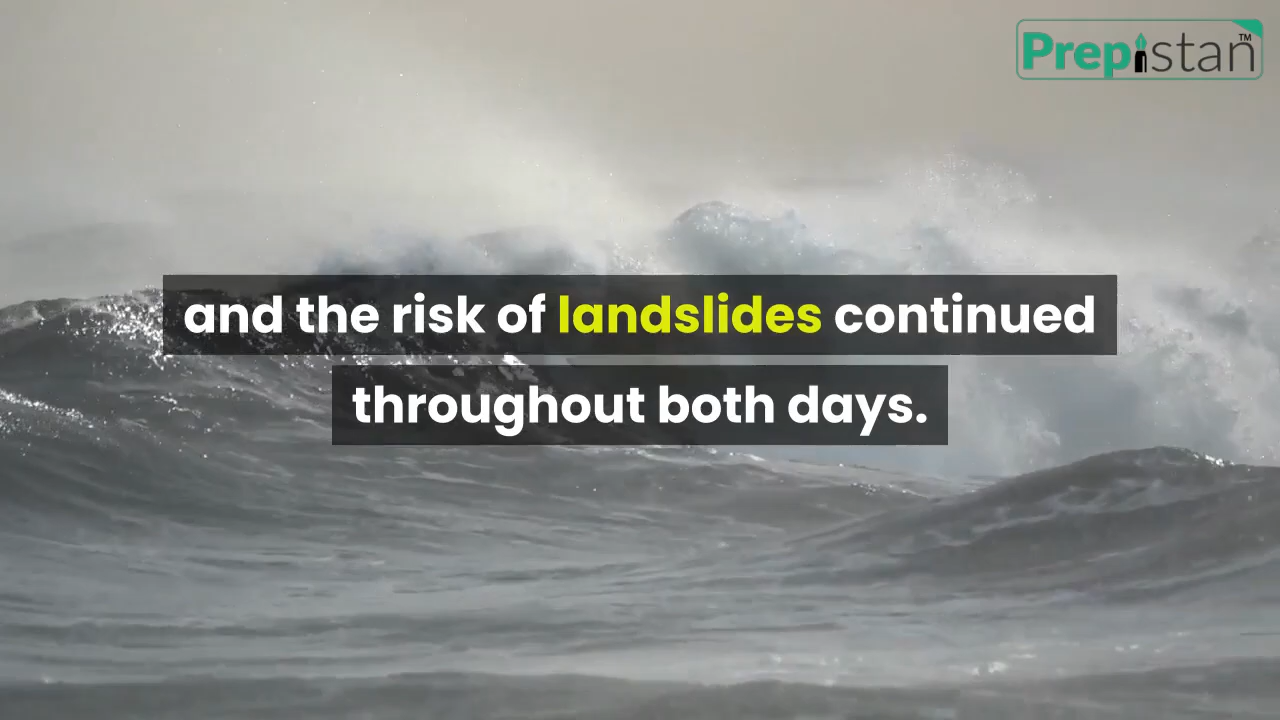 Prepistan™
and the risk of landslides continued
throughout both days.